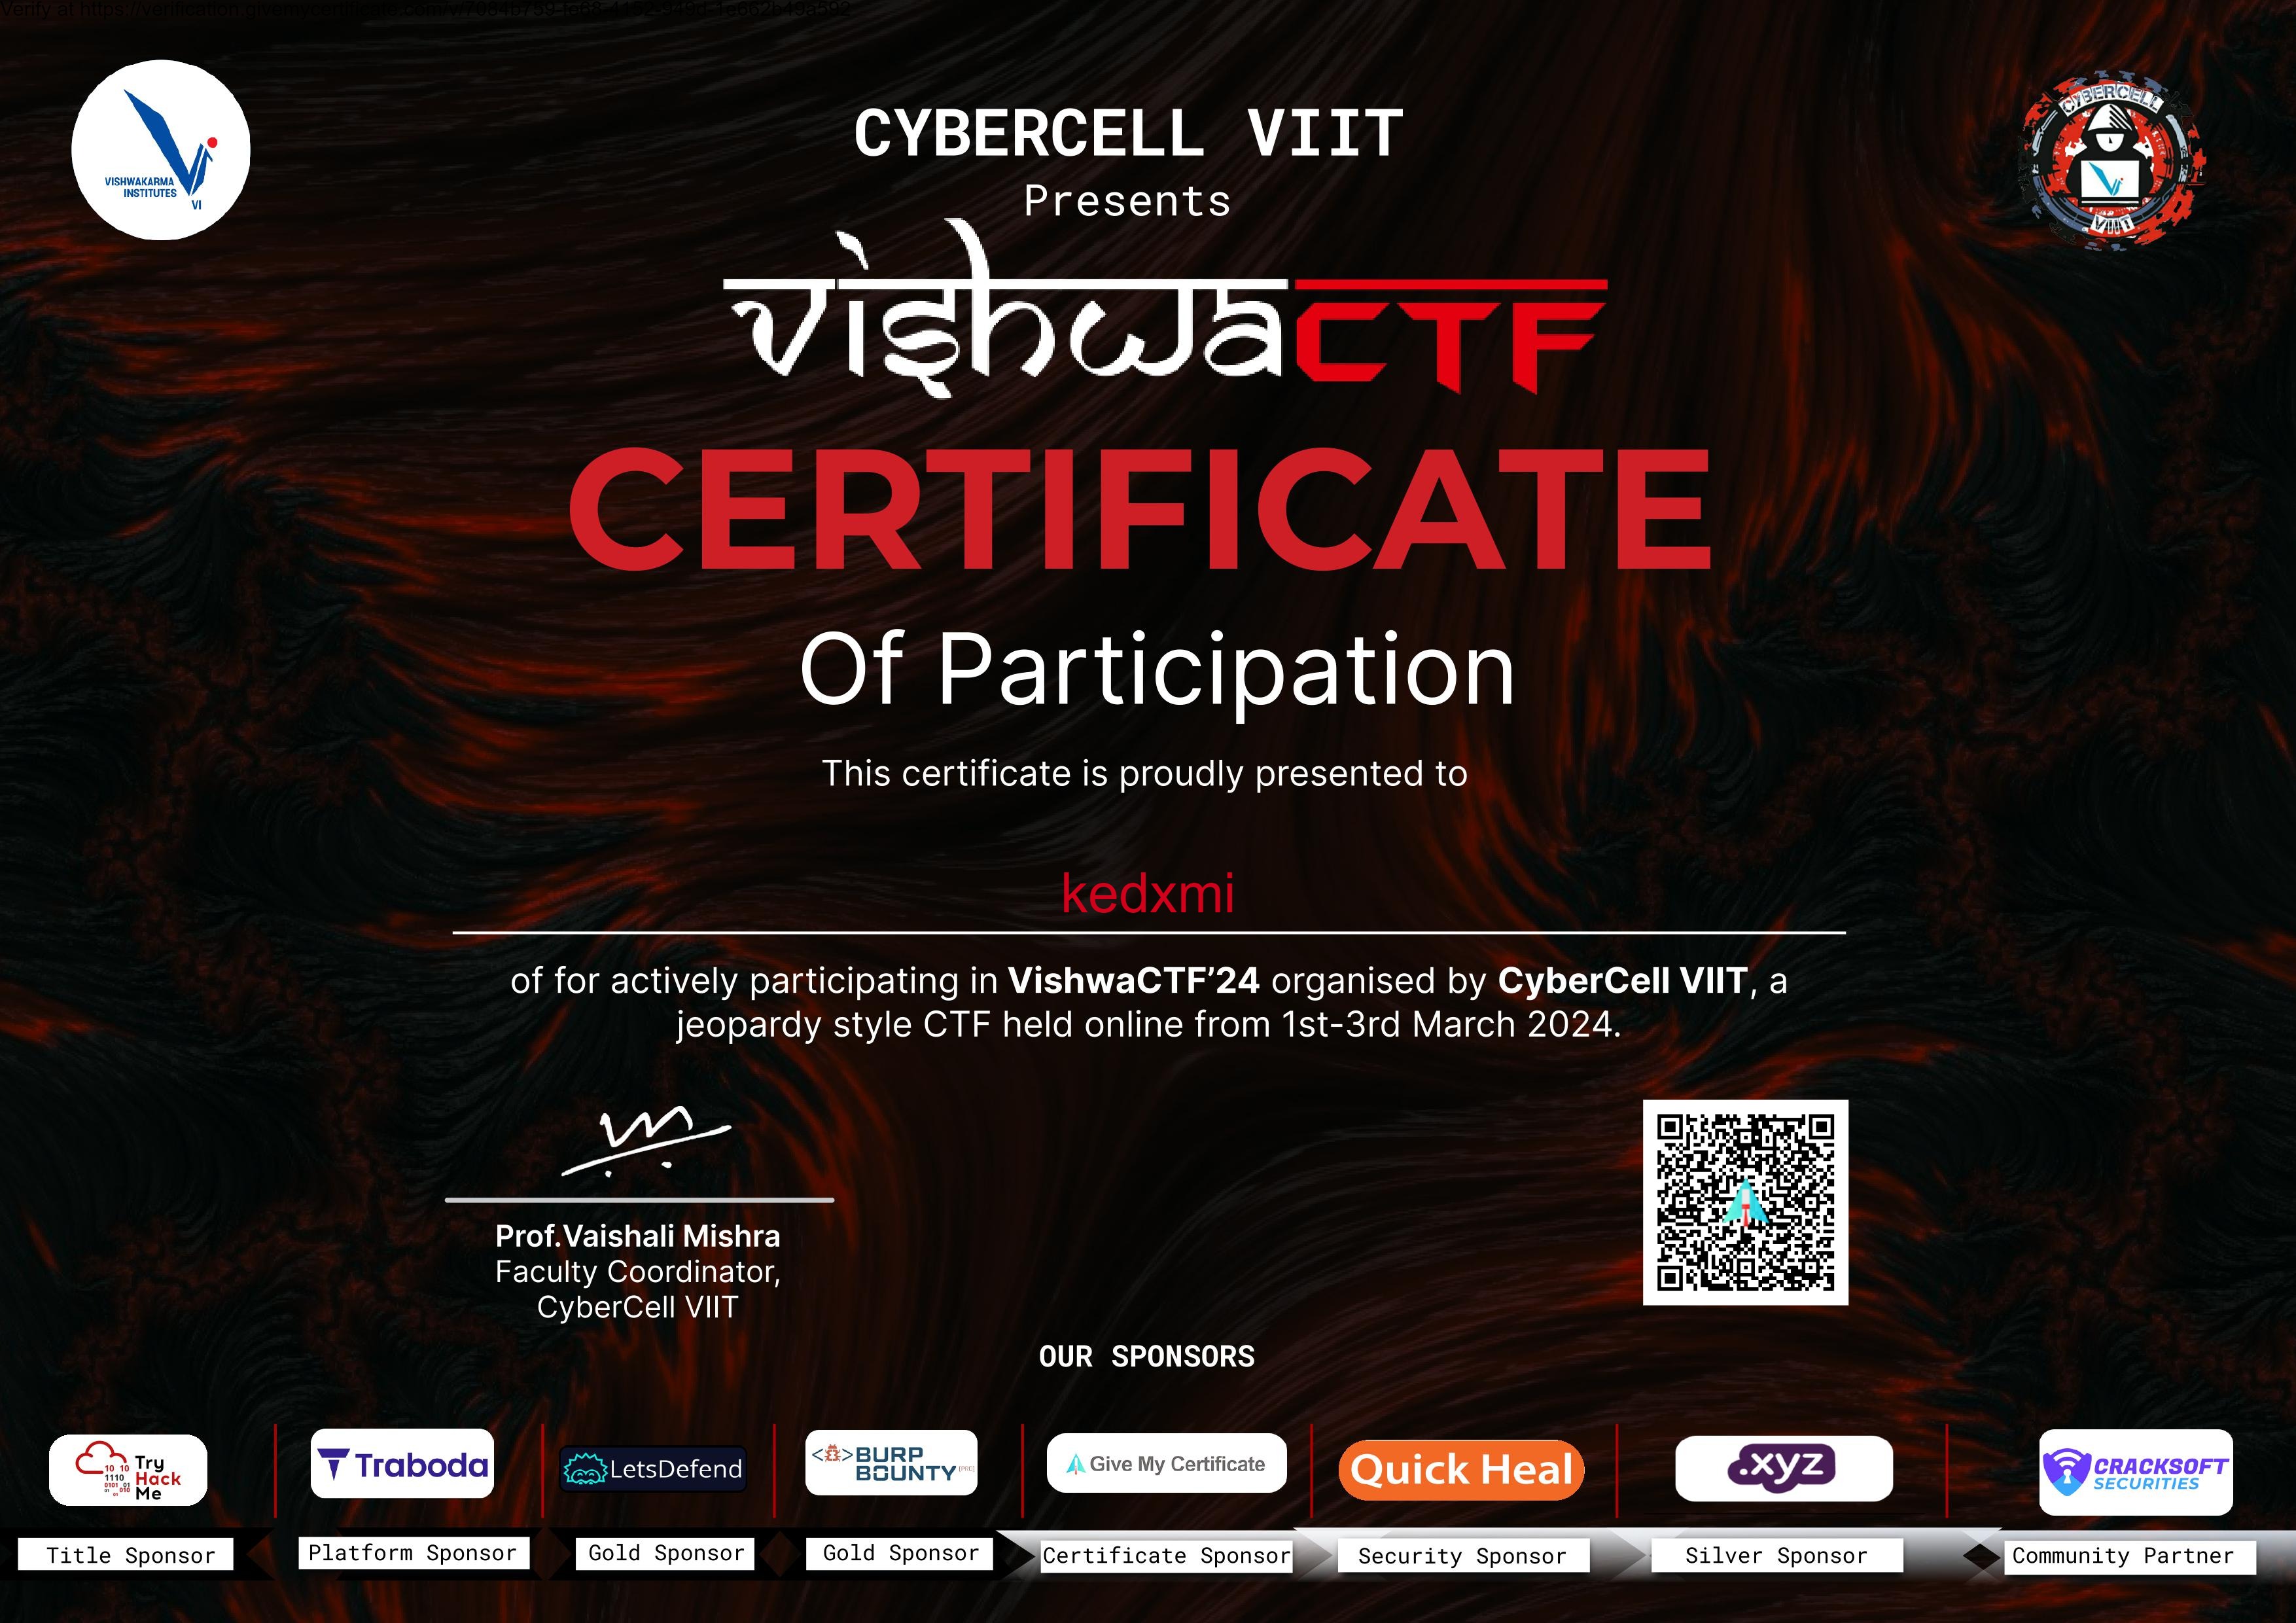 Verify at https://verification.givemycertificate.com/v/
VISHWAKARMA
INSTITUTES
VI
CYBERCELL
VIIT
CYBERCELL VIIT
Presents
vishwaCTF
CERTIFICATE
Of Participation
This certificate is proudly presented to
kedxmi
of for actively participating in VishwaCTF’24 organised by CyberCell VIIT, a
jeopardy style CTF held online from 1st-3rd March 2024.
Prof.Vaishali Mishra
Faculty Coordinator,
CyberCell VIIT
OUR SPONSORS
Try
Hack
Me
Traboda
LetsDefend
<>BURP
BOUNTY
Give My Certificate
Quick Heal
.xyz
CRACKSOFT
SECURITIES
Title Sponsor
Platform Sponsor
Gold Sponsor
Gold Sponsor
Certificate Sponsor
Security Sponsor
Silver Sponsor
Community Partner